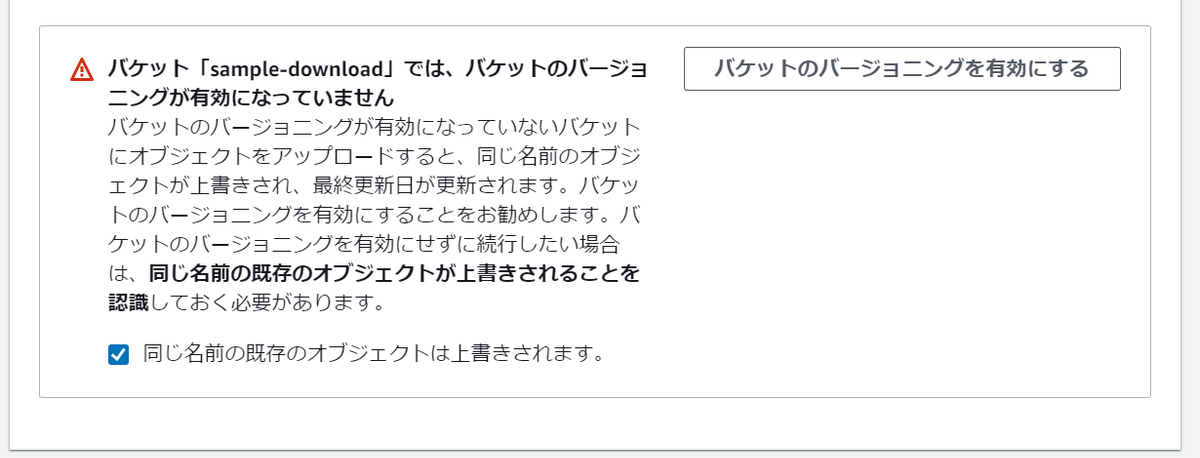 バケット「sample-download」では、バケットのバージョ
ニングが有効になっていません
バケットのバージョニングが有効になっていないバケット
にオブジェクトをアップロードすると、同じ名前のオブジ
ェクトが上書きされ、最終更新日が更新されます。バケッ
トのバージョニングを有効にすることをお勧めします。バ
ケットのバージョニングを有効にせずに続行したい場合
は、同じ名前の既存のオブジェクトが上書きされることを
認識しておく必要があります。
同じ名前の既存のオブジェクトは上書きされます。
バケットのバージョニングを有効にする